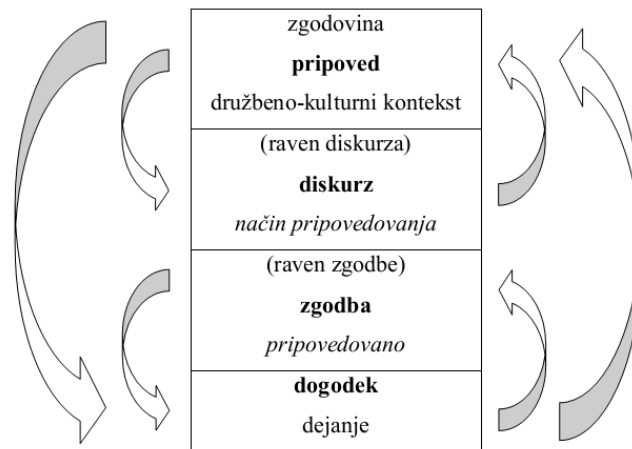 zgodovina
pripoved
družbeno-kulturni kontekst
(raven diskurza)
diskurz
način pripovedovanja
(raven zgodbe)
zgodba
pripovedovano
dogodek
dejanje